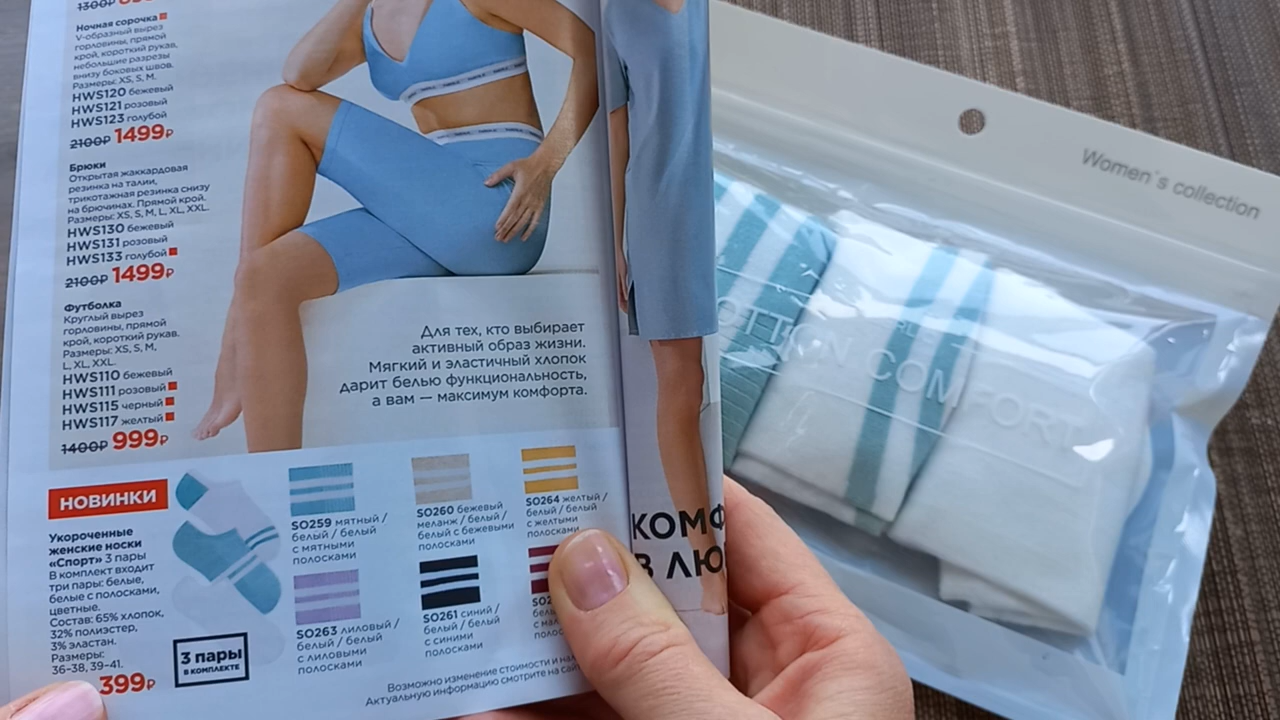 1300₽
Ночная сорочка
V-образный вырез
горловины, прямой
крой, короткий рукав,
небольшие разрезы
внизу боковых швов.
Размеры: XS, S, M.
HWS120 бежевый
HWS121 розовый
HWS123 голубой
2100₽ 1499₽
Брюки
Открытая жаккардовая
резинка на талии,
трикотажная резинка снизу
на брючинах. Прямой крой.
Размеры: XS, S, M, L, XL, XXL.
HWS130 бежевый
HWS131 розовый
HWS133 голубой
2100₽ 1499₽
Футболка
Круглый вырез
горловины, прямой
крой, короткий рукав.
Размеры: XS, S, M,
L, XL, XXL.
HWS110 бежевый
HWS111 розовый
HWS115 черный
HWS117 желтый
1400₽ 999₽
Для тех, кто выбирает
активный образ жизни.
Мягкий и эластичный хлопок
дарит белью функциональность,
а вам — максимум комфорта.
НОВИНКИ
Укороченные
женские носки
«Спорт» 3 пары
В комплект входит
три пары: белые,
белые с полосками,
цветные.
Состав: 65% хлопок,
32% полиэстер,
3% эластан.
Размеры:
36-38, 39-41.
399₽
3 пары
В КОМПЛЕКТЕ
SO259 мятный /
белый / белый
с мятными
полосками
SO260 бежевый
меланж / белый /
белый с бежевыми
полосками
SO264 желтый /
белый / белый
с желтыми
полосками
SO263 лиловый /
белый / белый
с лиловыми
полосками
SO261 синий /
белый / белый
с синими
полосками
Возможно изменение стоимости и
Актуальную информацию смотрите на
КОМФ
В ЛЮ
Women's collection
COTTON COMFORT